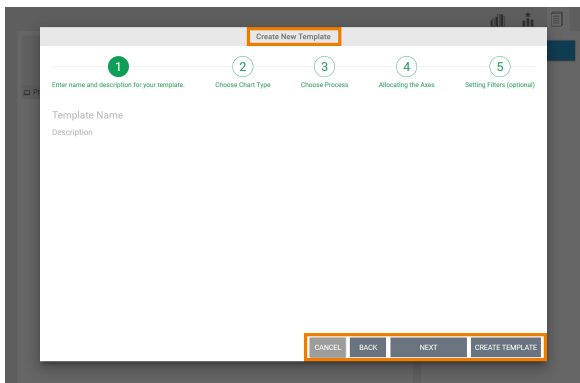 Create New Template
1 2 3 4 5
Enter name and description for your template. Choose Chart Type Choose Process Allocating the Axes Setting Filters (optional)
Template Name
Description
CANCEL BACK NEXT CREATE TEMPLATE